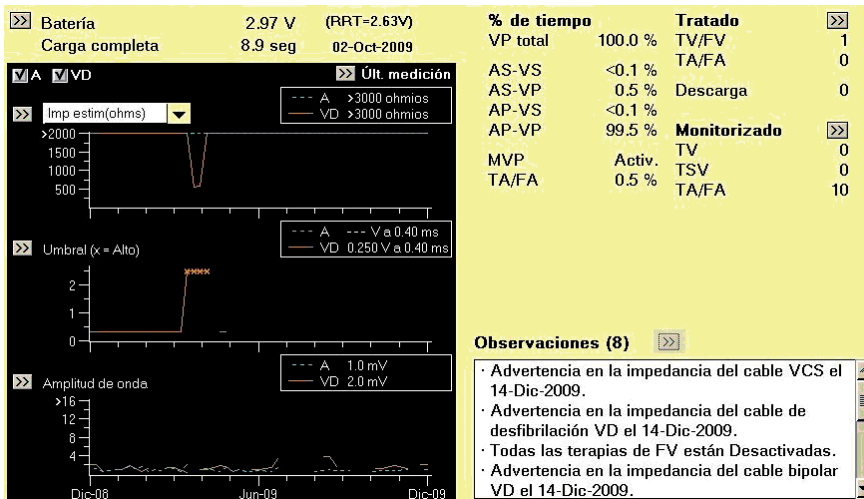 >> Batería 2.97 V (RRT=2.63V)
Carga completa 8.9 seg 02-Oct-2009
A VD >> Últ. medición
A >3000 ohmios
VD >3000 ohmios
>> Imp estim(ohms)
>2000
1500
1000
500
A --- V a 0.40 ms
VD 0.250 V a 0.40 ms
>> Umbral (x = Alto)
2
1
0
A 1.0 mV
VD 2.0 mV
>> Amplitud de onda
>16
12
8
4
Dic-08 Jun-09 Dic-09
% de tiempo
VP total 100.0 %
AS-VS <0.1 %
AS-VP 0.5 %
AP-VS <0.1 %
AP-VP 99.5 %
MVP Activ.
TA/FA 0.5 %
Tratado >>
TV/FV 1
TA/FA 0
Descarga 0
Monitorizado >>
TV 0
TSV 0
TA/FA 10
Observaciones (8) >>
· Advertencia en la impedancia del cable VCS el
14-Dic-2009.
· Advertencia en la impedancia del cable de
desfibrilación VD el 14-Dic-2009.
· Todas las terapias de FV están Desactivadas.
· Advertencia en la impedancia del cable bipolar
VD el 14-Dic-2009.